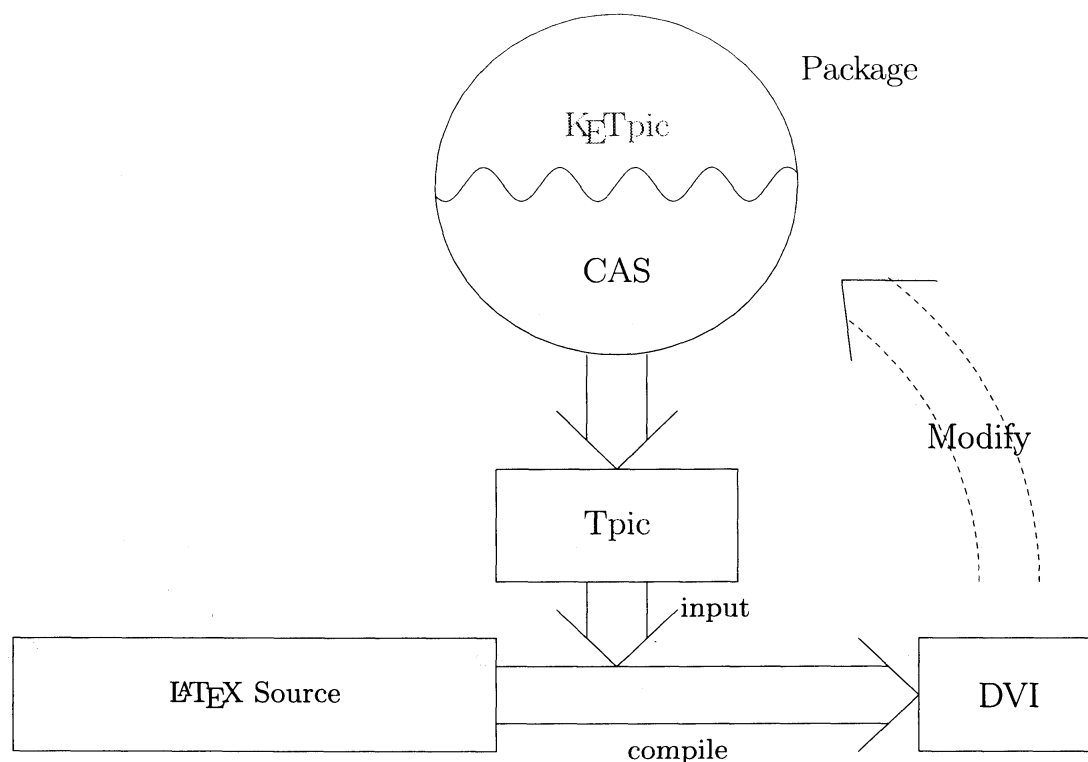 Package
KETpic
CAS
Modify
Tpic
input
LATEX Source
DVI
compile